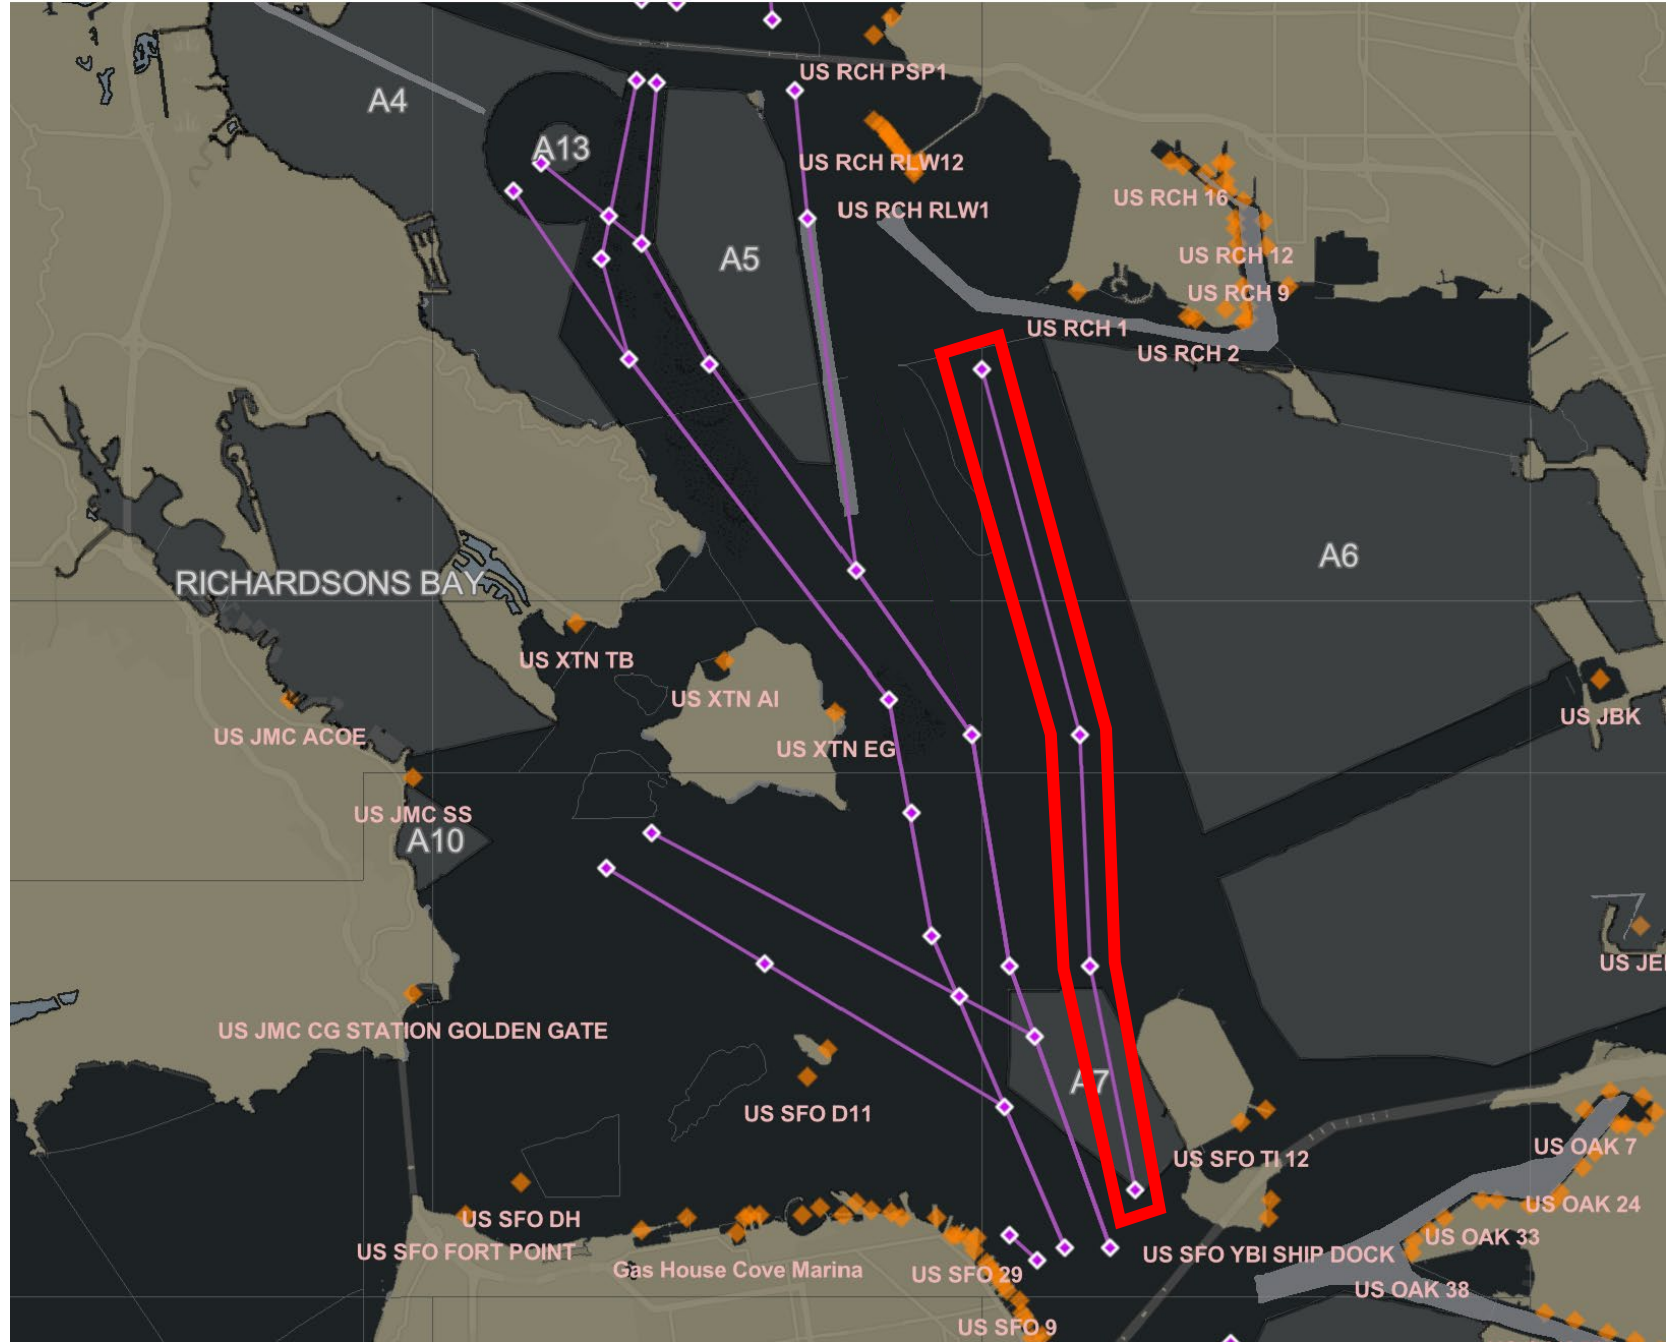 US RCH PSP1
A4
A13
US RCH RLW12
US RCH 16
US RCH RLW1
A5
US RCH 12
US RCH 9
US RCH 1
US RCH 2
A6
RICHARDSONS BAY
US XTN TB
US XTN AI
US JBK
US JMC ACOE
US XTN EG
US JMC SS
A10
US JE
US JMC CG STATION GOLDEN GATE
A7
US SFO D11
US OAK 7
US SFO TI 12
US OAK 24
US SFO DH
US OAK 33
US SFO FORT POINT
US SFO YBI SHIP DOCK
Gas House Cove Marina
US SFO 29
US OAK 38
US SFO 9